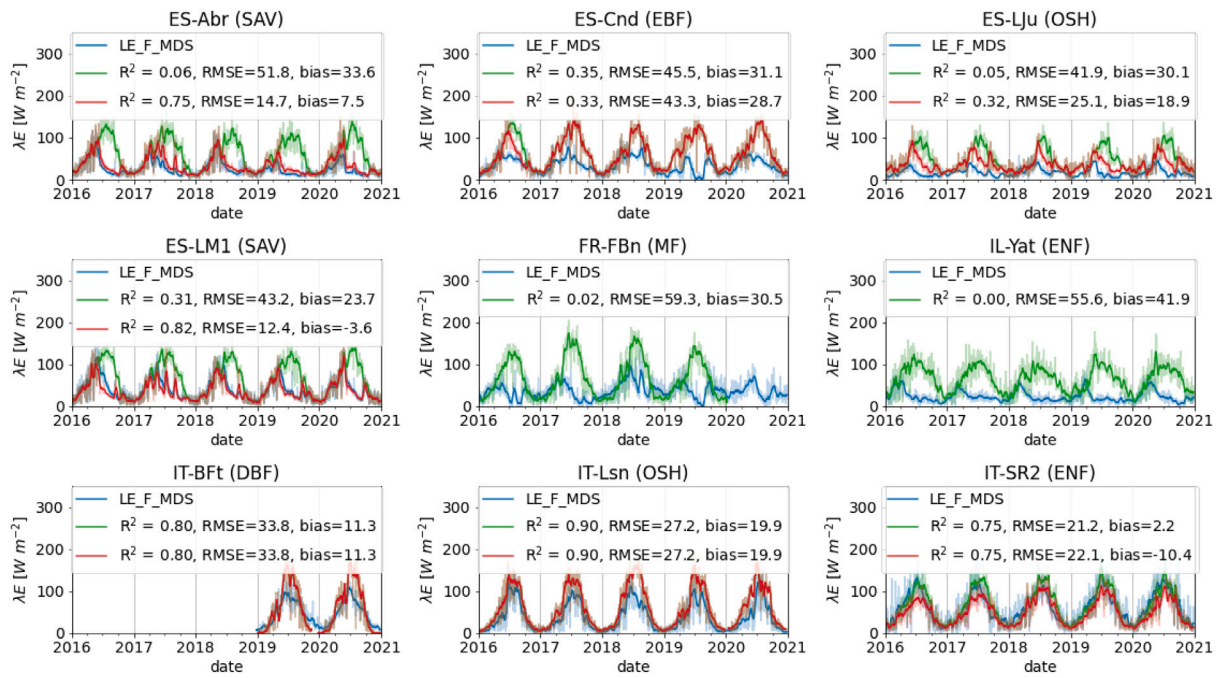 ES-Abr (SAV)
λE [W m⁻²]
300
200
100
0
LE_F_MDS
R² = 0.06, RMSE=51.8, bias=33.6
R² = 0.75, RMSE=14.7, bias=7.5
2016 2017 2018 2019 2020 2021
date
ES-Cnd (EBF)
λE [W m⁻²]
300
200
100
0
LE_F_MDS
R² = 0.35, RMSE=45.5, bias=31.1
R² = 0.33, RMSE=43.3, bias=28.7
2016 2017 2018 2019 2020 2021
date
ES-LJu (OSH)
λE [W m⁻²]
300
200
100
0
LE_F_MDS
R² = 0.05, RMSE=41.9, bias=30.1
R² = 0.32, RMSE=25.1, bias=18.9
2016 2017 2018 2019 2020 2021
date
ES-LM1 (SAV)
λE [W m⁻²]
300
200
100
0
LE_F_MDS
R² = 0.31, RMSE=43.2, bias=23.7
R² = 0.82, RMSE=12.4, bias=-3.6
2016 2017 2018 2019 2020 2021
date
FR-FBn (MF)
λE [W m⁻²]
300
200
100
0
LE_F_MDS
R² = 0.02, RMSE=59.3, bias=30.5
2016 2017 2018 2019 2020 2021
date
IL-Yat (ENF)
λE [W m⁻²]
300
200
100
0
LE_F_MDS
R² = 0.00, RMSE=55.6, bias=41.9
2016 2017 2018 2019 2020 2021
date
IT-BFt (DBF)
λE [W m⁻²]
300
200
100
0
LE_F_MDS
R² = 0.80, RMSE=33.8, bias=11.3
R² = 0.80, RMSE=33.8, bias=11.3
2016 2017 2018 2019 2020 2021
date
IT-Lsn (OSH)
λE [W m⁻²]
300
200
100
0
LE_F_MDS
R² = 0.90, RMSE=27.2, bias=19.9
R² = 0.90, RMSE=27.2, bias=19.9
2016 2017 2018 2019 2020 2021
date
IT-SR2 (ENF)
λE [W m⁻²]
300
200
100
0
LE_F_MDS
R² = 0.75, RMSE=21.2, bias=2.2
R² = 0.75, RMSE=22.1, bias=-10.4
2016 2017 2018 2019 2020 2021
date